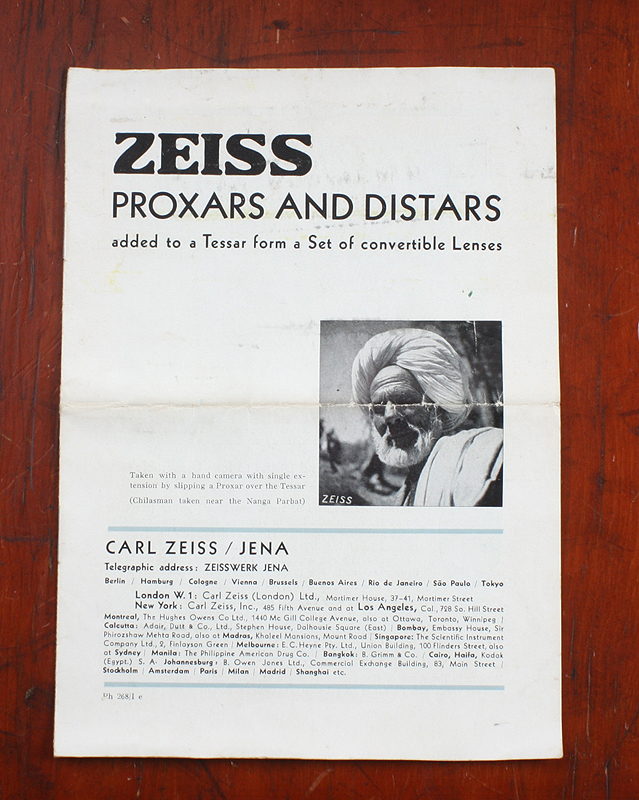 ZEISS
PROXARS AND DISTARS
added to a Tessar form a Set of convertible Lenses
Taken with a hand camera with single ex-
tension by slipping a Proxar over the Tessar
(Chilasman taken near the Nanga Parbat)
ZEISS
CARL ZEISS / JENA
Telegraphic address: ZEISSWERK JENA
Berlin / Hamburg / Cologne / Vienna / Brussels / Buenos Aires / Rio de Janeiro / São Paulo / Tokyo
London W. 1: Carl Zeiss (London) Ltd., Mortimer House, 37-41, Mortimer Street
New York: Carl Zeiss, Inc., 485 Fifth Avenue and at Los Angeles, Cal., 728 So. Hill Street
Montreal, The Hughes Owens Co Ltd., 1440 Mc Gill College Avenue, also at Ottawa, Toronto, Winnipeg /
Calcutta: Adair, Dutt & Co., Ltd., Stephen House, Dalhousie Square (East) / Bombay, Embassy House, Sir
Phirozshaw Mehta Road, also at Madras, Khaleel Mansions, Mount Road / Singapore: The Scientific Instrument
Company Ltd., 2, Finlayson Green / Melbourne: E.C. Heyne Pty. Ltd., Union Building, 100 Flinders Street, also
at Sydney / Manila: The Philippine American Drug Co. / Bangkok: B. Grimm & Co. / Cairo, Haifa, Kodak
(Egypt.) S. A. Johannesburg: B. Owen Jones Ltd., Commercial Exchange Building, 83, Main Street /
Stockholm / Amsterdam / Paris / Milan / Madrid / Shanghai etc.
Ph 268/I e